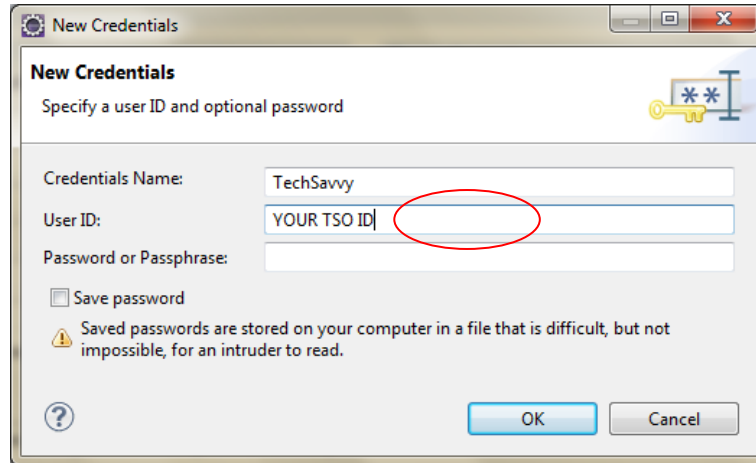 New Credentials
New Credentials
Specify a user ID and optional password
**
Credentials Name: TechSavvy
User ID: YOUR TSO ID
Password or Passphrase:
Save password
Saved passwords are stored on your computer in a file that is difficult, but not
impossible, for an intruder to read.
? OK Cancel